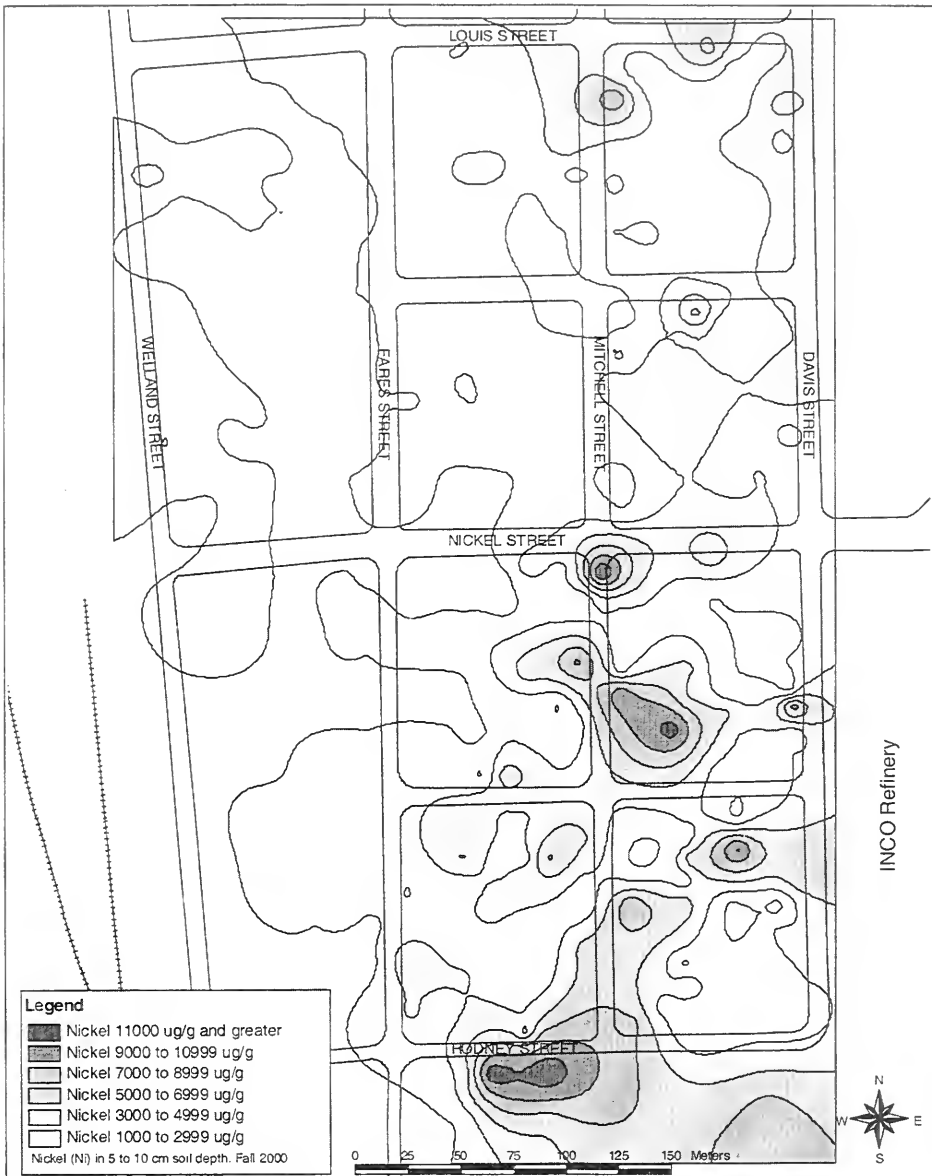 LOUIS STREET
WELLAND STREET
FARES STREET
MITCHELL STREET
DAVIS STREET
NICKEL STREET
INCO Refinery
RODNEY STREET
Legend
Nickel 11000 ug/g and greater
Nickel 9000 to 10999 ug/g
Nickel 7000 to 8999 ug/g
Nickel 5000 to 6999 ug/g
Nickel 3000 to 4999 ug/g
Nickel 1000 to 2999 ug/g
Nickel (Ni) in 5 to 10 cm soil depth. Fall 2000
0 25 50 75 100 125 150 Meters
N
W E
S